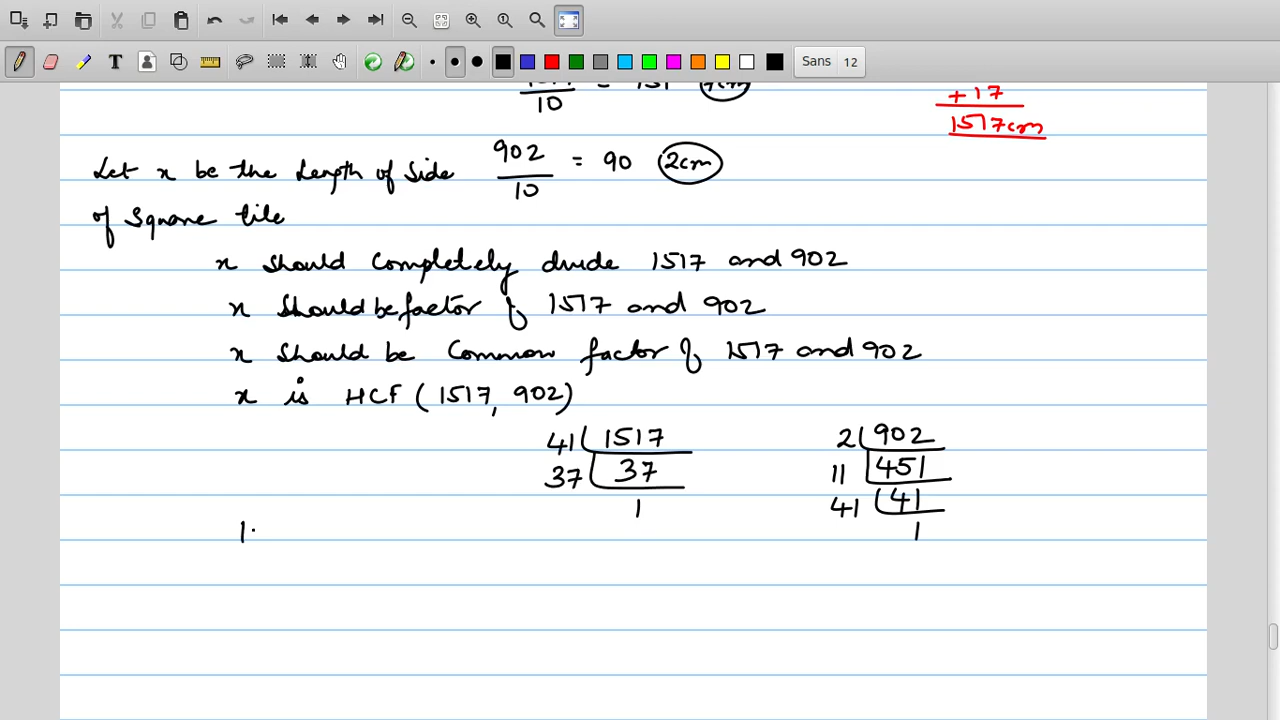 Sans 12
10
+17
1517cm
Let x be the Length of Side 902/10 = 90 2cm
of Square tile
x should completely divide 1517 and 902
x should be factor of 1517 and 902
x should be Common factor of 1517 and 902
x is HCF (1517, 902)
41 1517 2 902
37 37 11 451
1 41 41
1
1